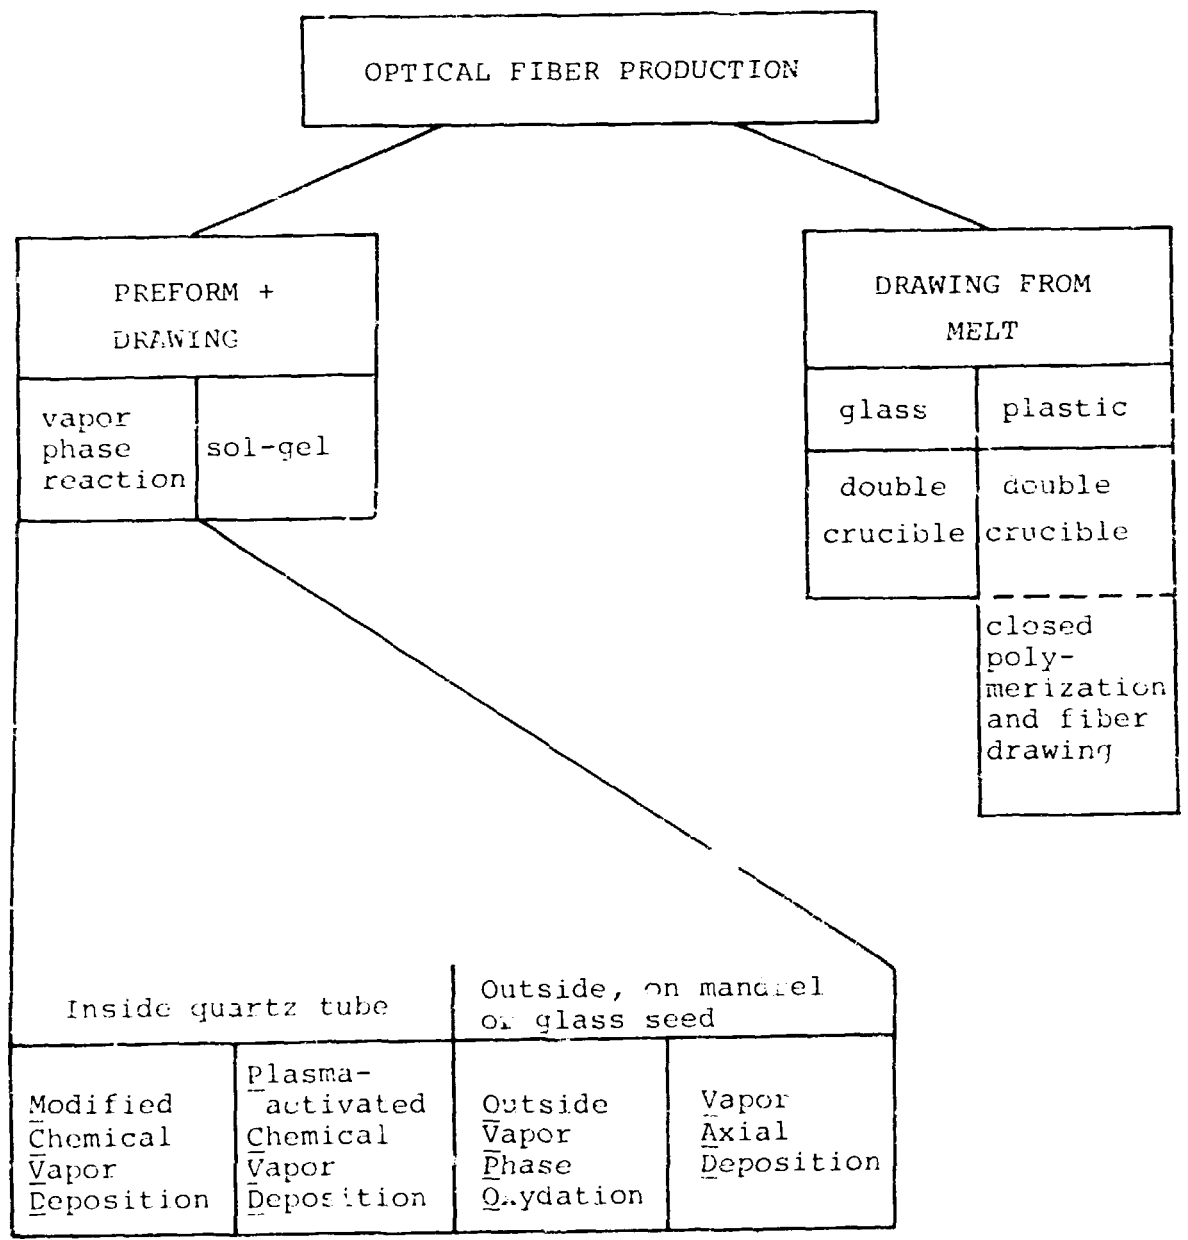 OPTICAL FIBER PRODUCTION
PREFORM +
DRAWING
vapor
phase
reaction
sol-gel
DRAWING FROM
MELT
glass
plastic
double
crucible
double
crucible
closed
poly-
merization
and fiber
drawing
Inside quartz tube
Outside, on mandrel
or glass seed
Modified
Chemical
Vapor
Deposition
Plasma-
activated
Chemical
Vapor
Deposition
Outside
Vapor
Phase
Oxydation
Vapor
Axial
Deposition